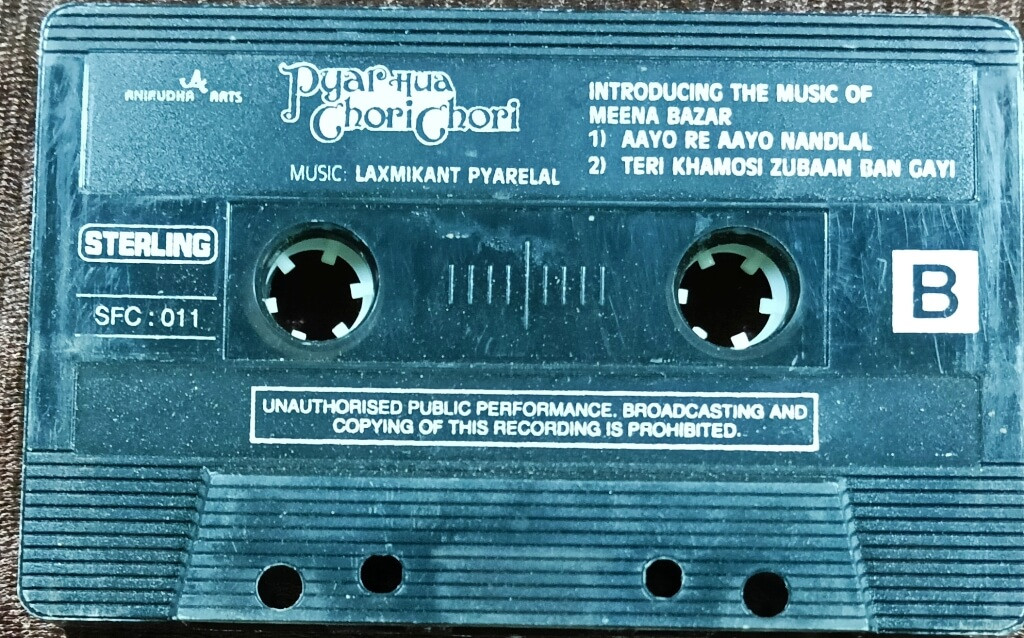 ANIRUDHA ARTS
Pyar Hua
Chori Chori
MUSIC: LAXMIKANT PYARELAL
INTRODUCING THE MUSIC OF
MEENA BAZAR
1) AAYO RE AAYO NANDLAL
2) TERI KHAMOSI ZUBAAN BAN GAYI
STERLING
SFC : 011
B
UNAUTHORISED PUBLIC PERFORMANCE. BROADCASTING AND
COPYING OF THIS RECORDING IS PROHIBITED.